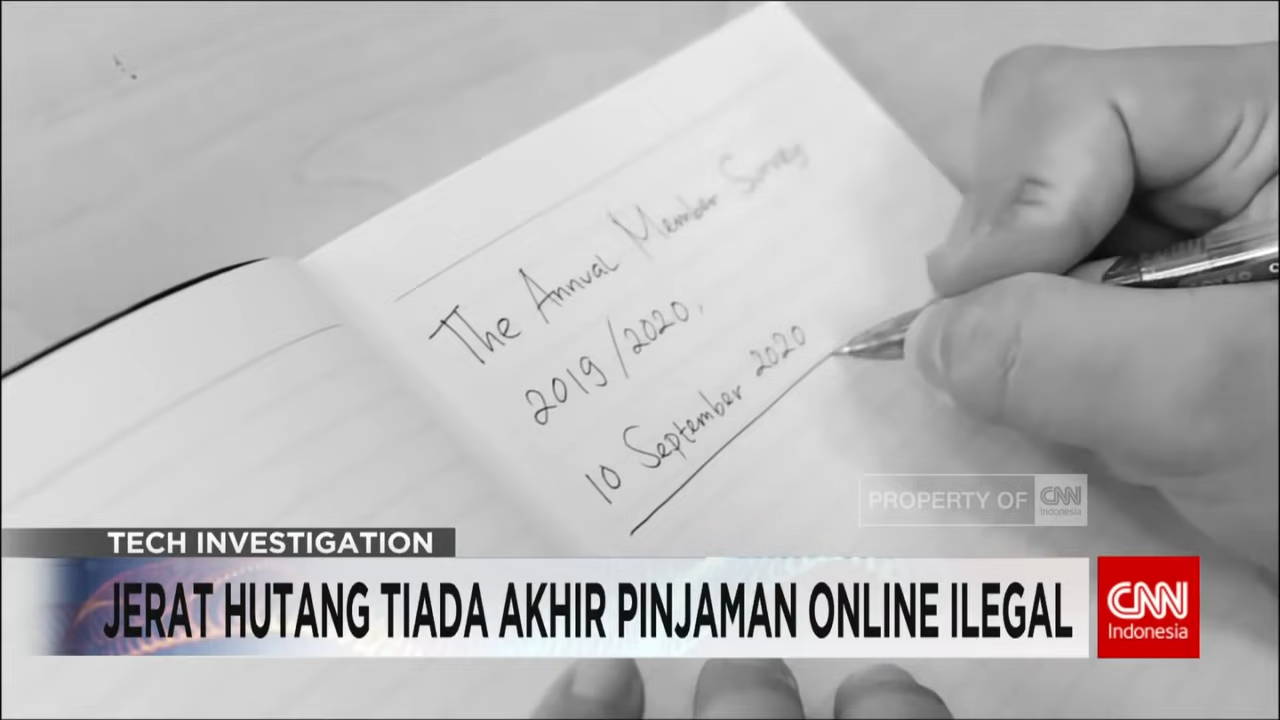 The Annual Member Survey
2019/2020.
10 September 2020
PROPERTY OF CNN Indonesia
TECH INVESTIGATION
JERAT HUTANG TIADA AKHIR PINJAMAN ONLINE ILEGAL
CNN Indonesia